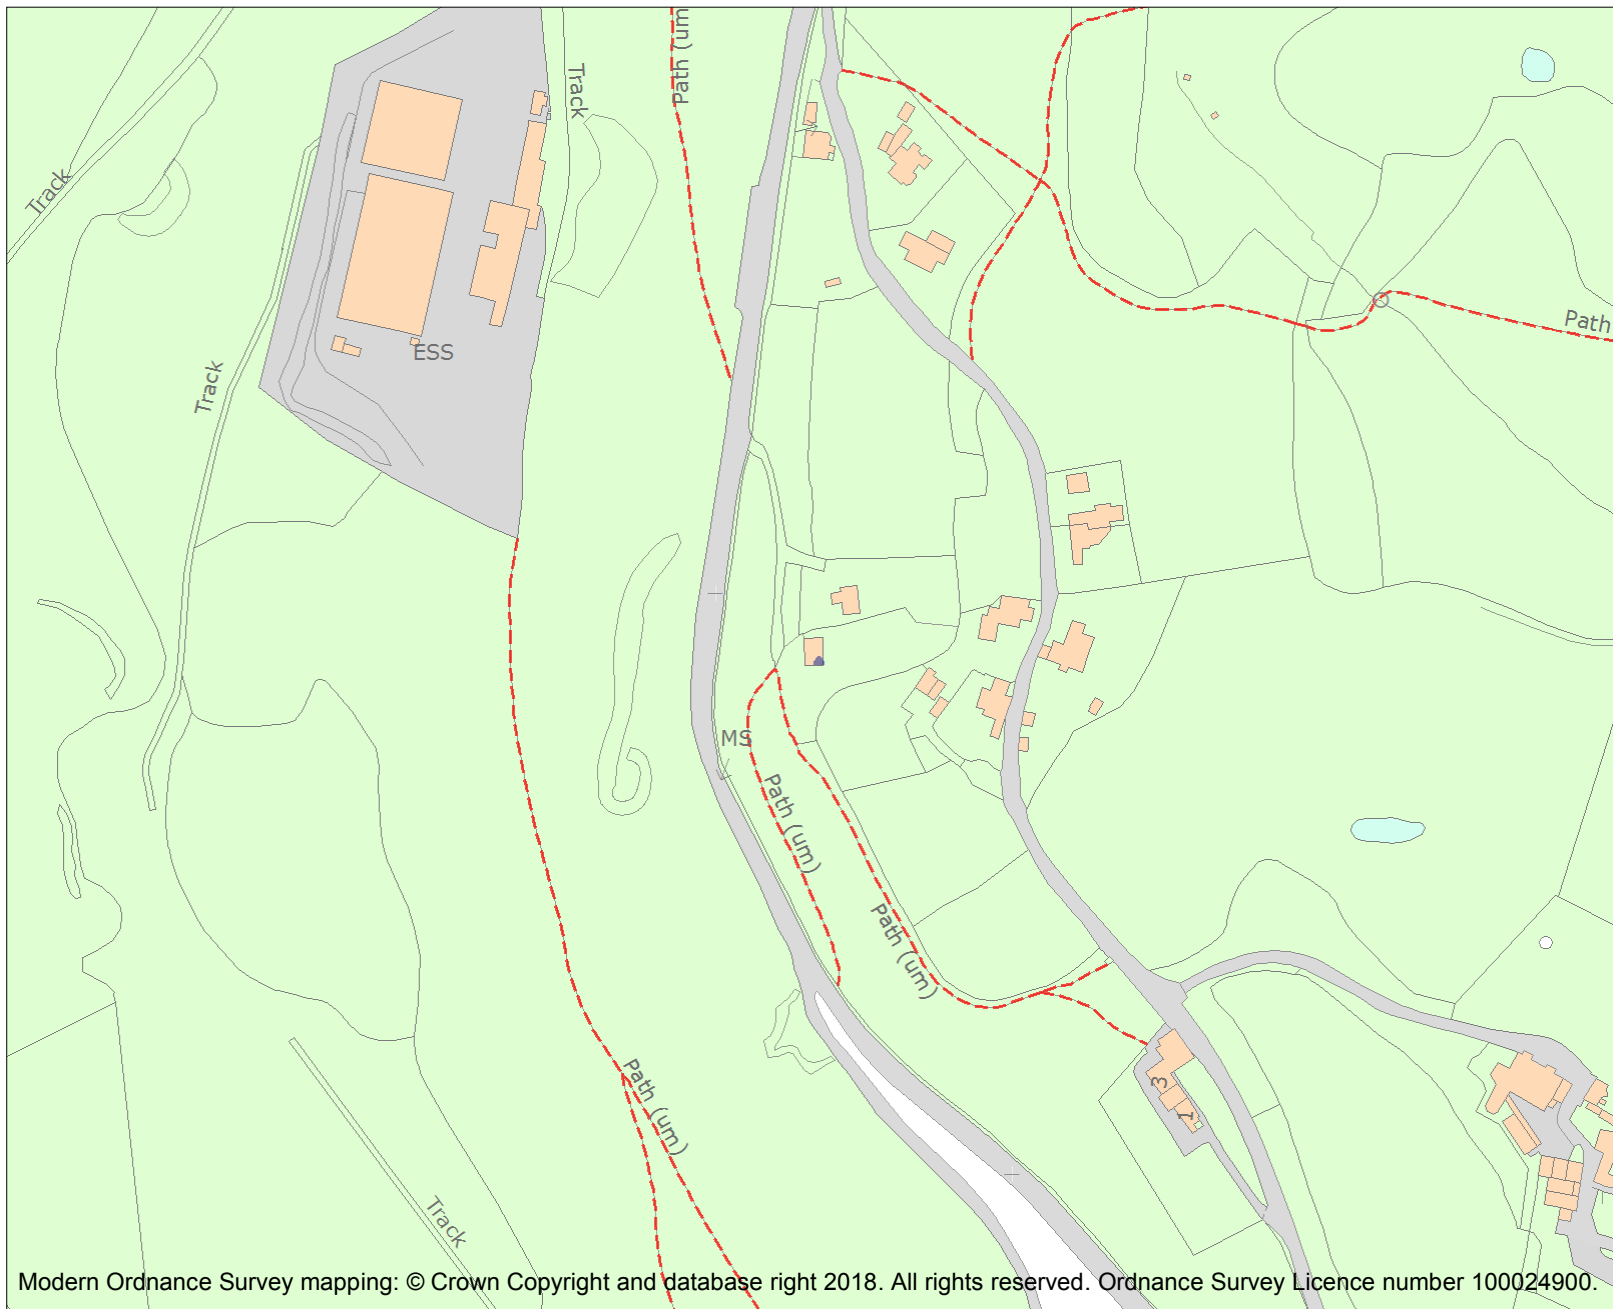 Path (um
Track
Track
Path
ESS
Track
MS
Path (um)
Path (um)
Path (um)
3
1
Track
Modern Ordnance Survey mapping: © Crown Copyright and database right 2018. All rights reserved. Ordnance Survey Licence number 100024900.